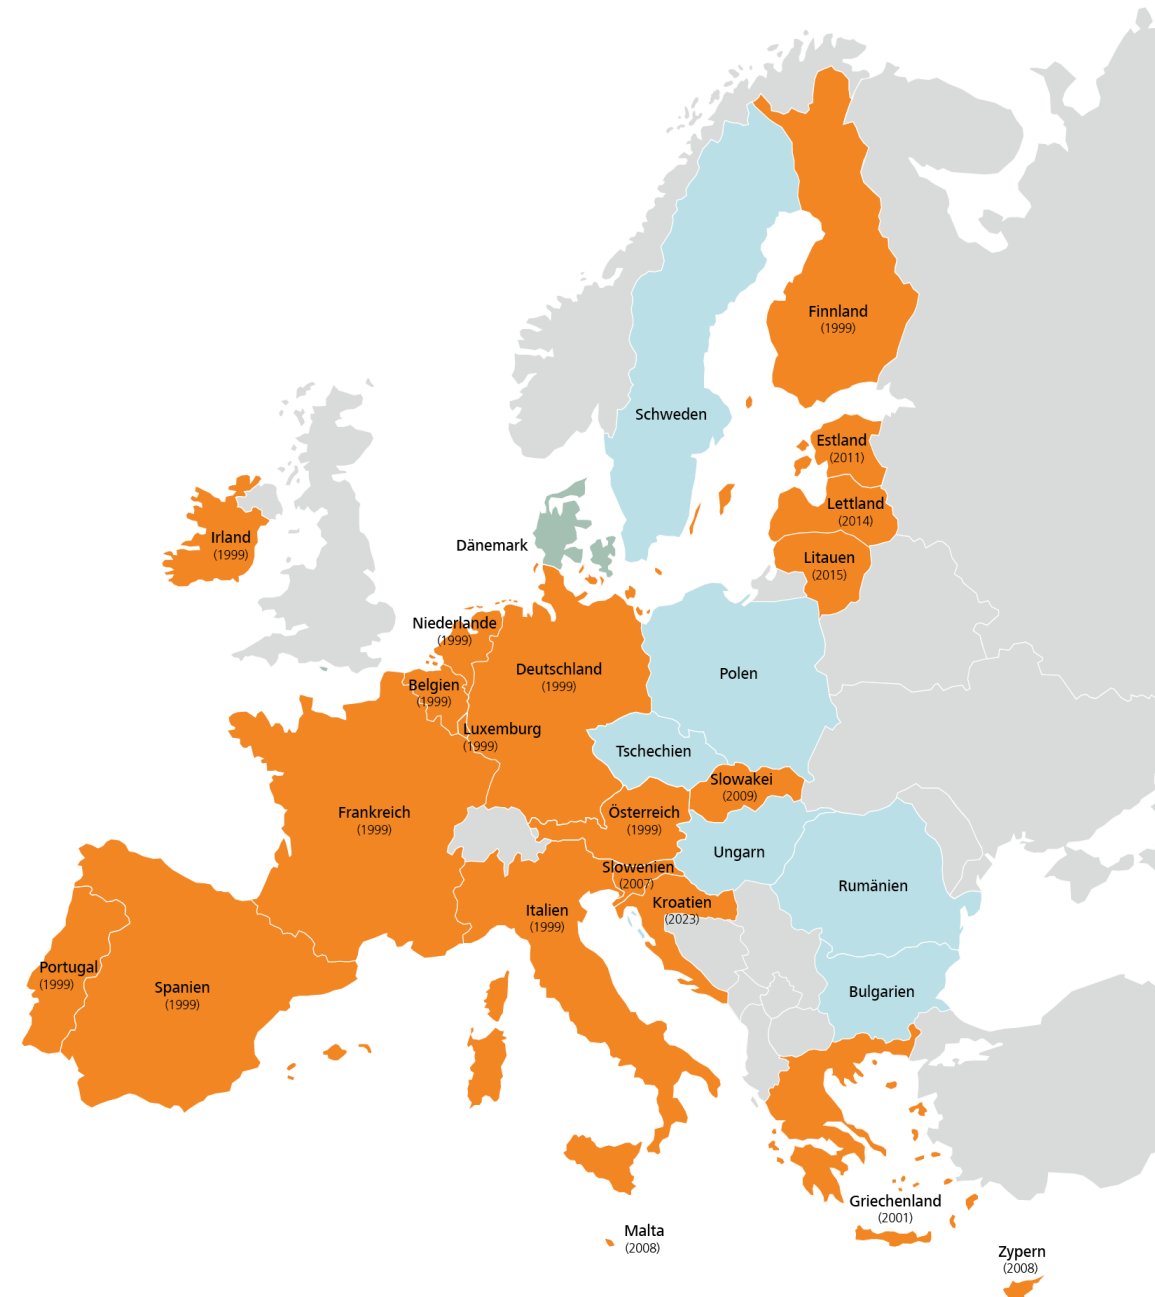 Finnland
(1999)
Schweden
Estland
(2011)
Lettland
(2014)
Irland
(1999)
Dänemark
Litauen
(2015)
Niederlande
(1999)
Deutschland
(1999)
Polen
Belgien
(1999)
Luxemburg
(1999)
Tschechien
Slowakei
(2009)
Frankreich
(1999)
Österreich
(1999)
Ungarn
Slowenien
(2007)
Rumänien
Kroatien
(2023)
Italien
(1999)
Portugal
(1999)
Spanien
(1999)
Bulgarien
Griechenland
(2001)
Malta
(2008)
Zypern
(2008)